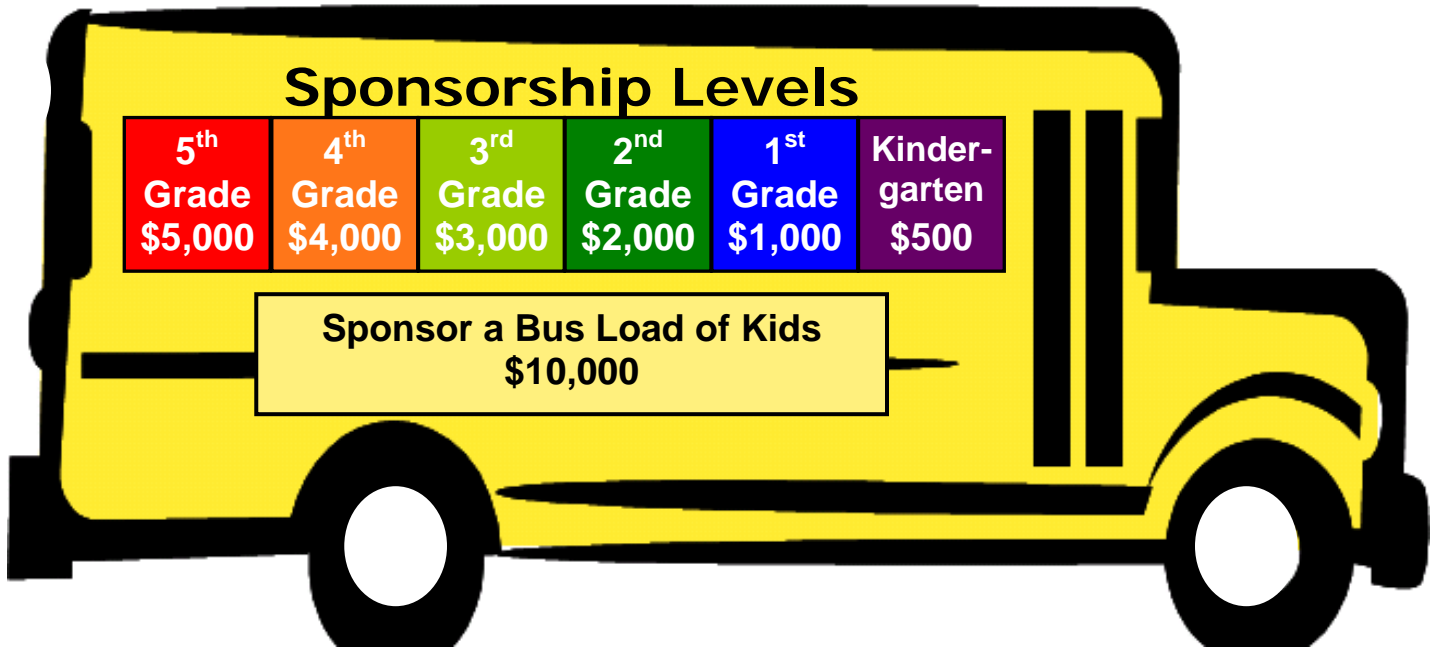 Sponsorship Levels
5th
Grade
$5,000
4th
Grade
$4,000
3rd
Grade
$3,000
2nd
Grade
$2,000
1st
Grade
$1,000
Kinder-
garten
$500
Sponsor a Bus Load of Kids
$10,000